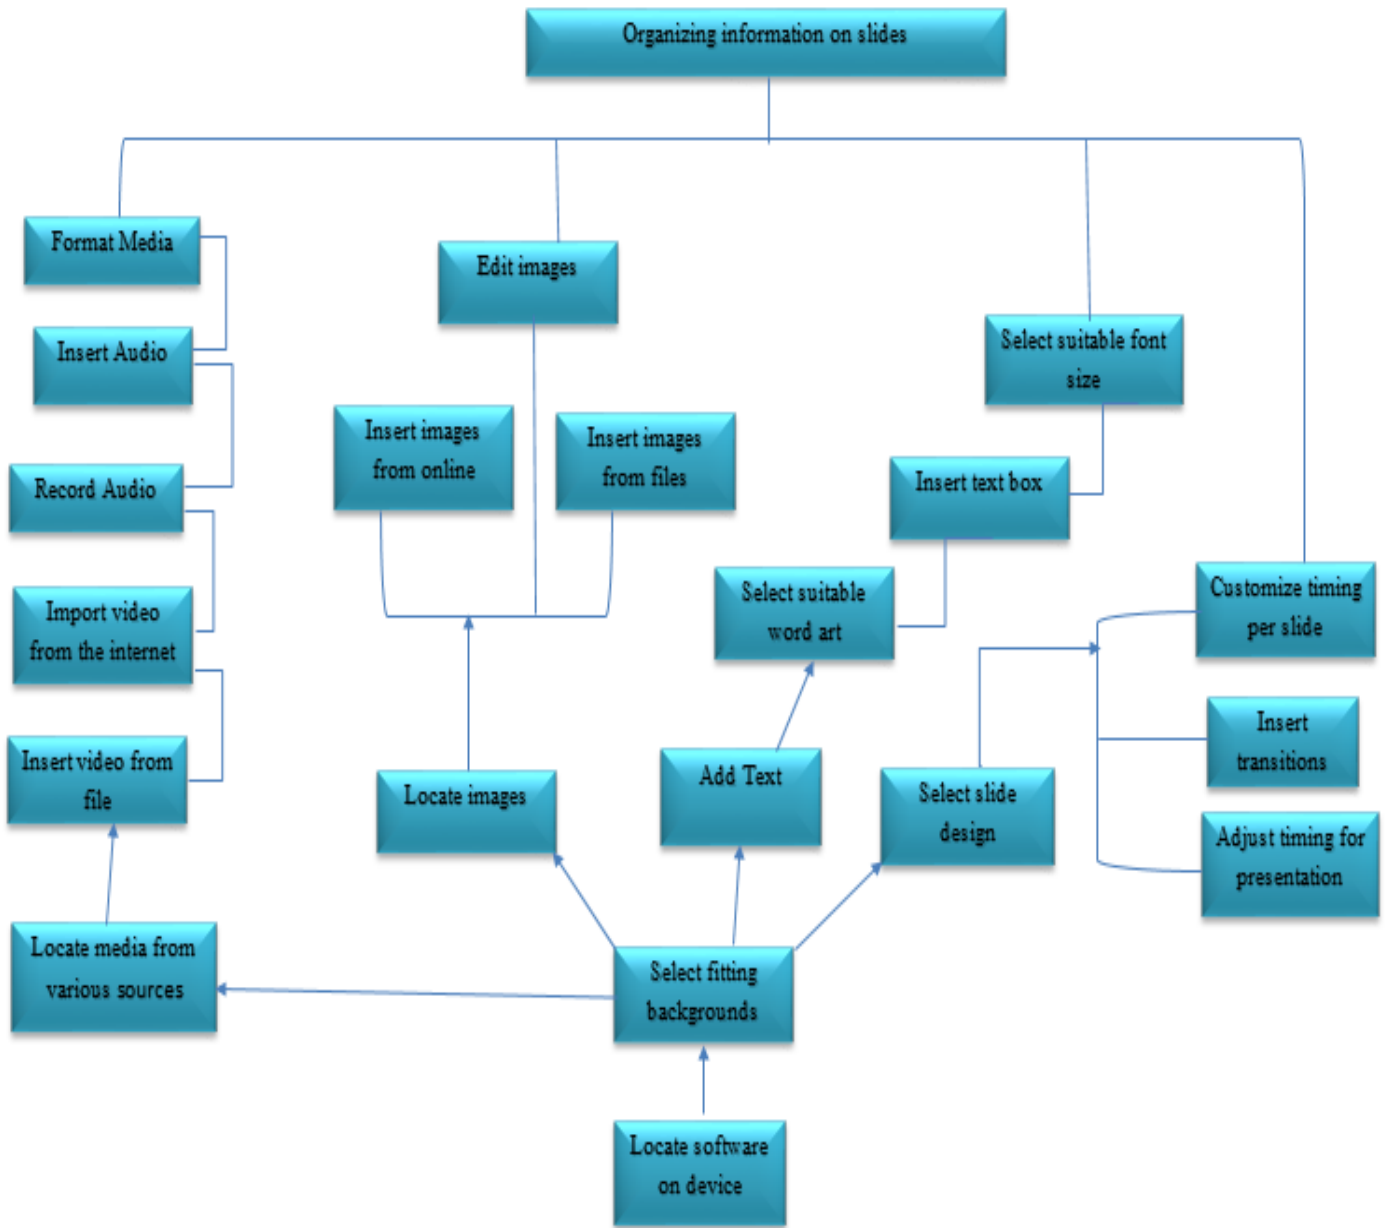 Organizing information on slides
Format Media
Edit images
Insert Audio
Select suitable font
size
Insert images
from online
Insert images
from files
Record Audio
Insert text box
Import video
from the internet
Select suitable
word art
Customize timing
per slide
Insert
transitions
Insert video from
file
Locate images
Add Text
Select slide
design
Adjust timing for
presentation
Locate media from
various sources
Select fitting
backgrounds
Locate software
on device